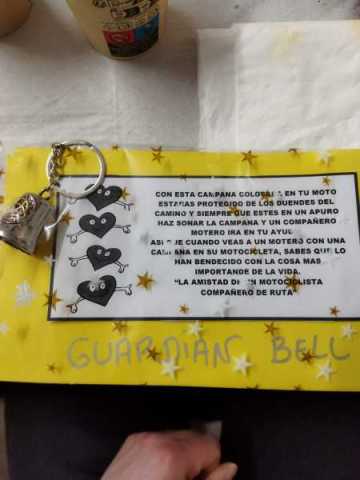 CON ESTA CAMPANA COLOCADA EN TU MOTO
ESTARAS PROTEGIDO DE LOS DUENDES DEL
CAMINO Y SIEMPRE QUE ESTES EN UN APURO
HAZ SONAR LA CAMPANA Y UN COMPAÑERO
MOTERO IRA EN TU AYUDA
ASI QUE CUANDO VEAS A UN MOTERO CON UNA
CAMPANA EN SU MOTOCICLETA, SABES QUE LO
HAN BENDECIDO CON LA COSA MAS
IMPORTANDE DE LA VIDA.
"LA AMISTAD DE UN MOTOCICLISTA
COMPAÑERO DE RUTA"
GUARDIAN BELL